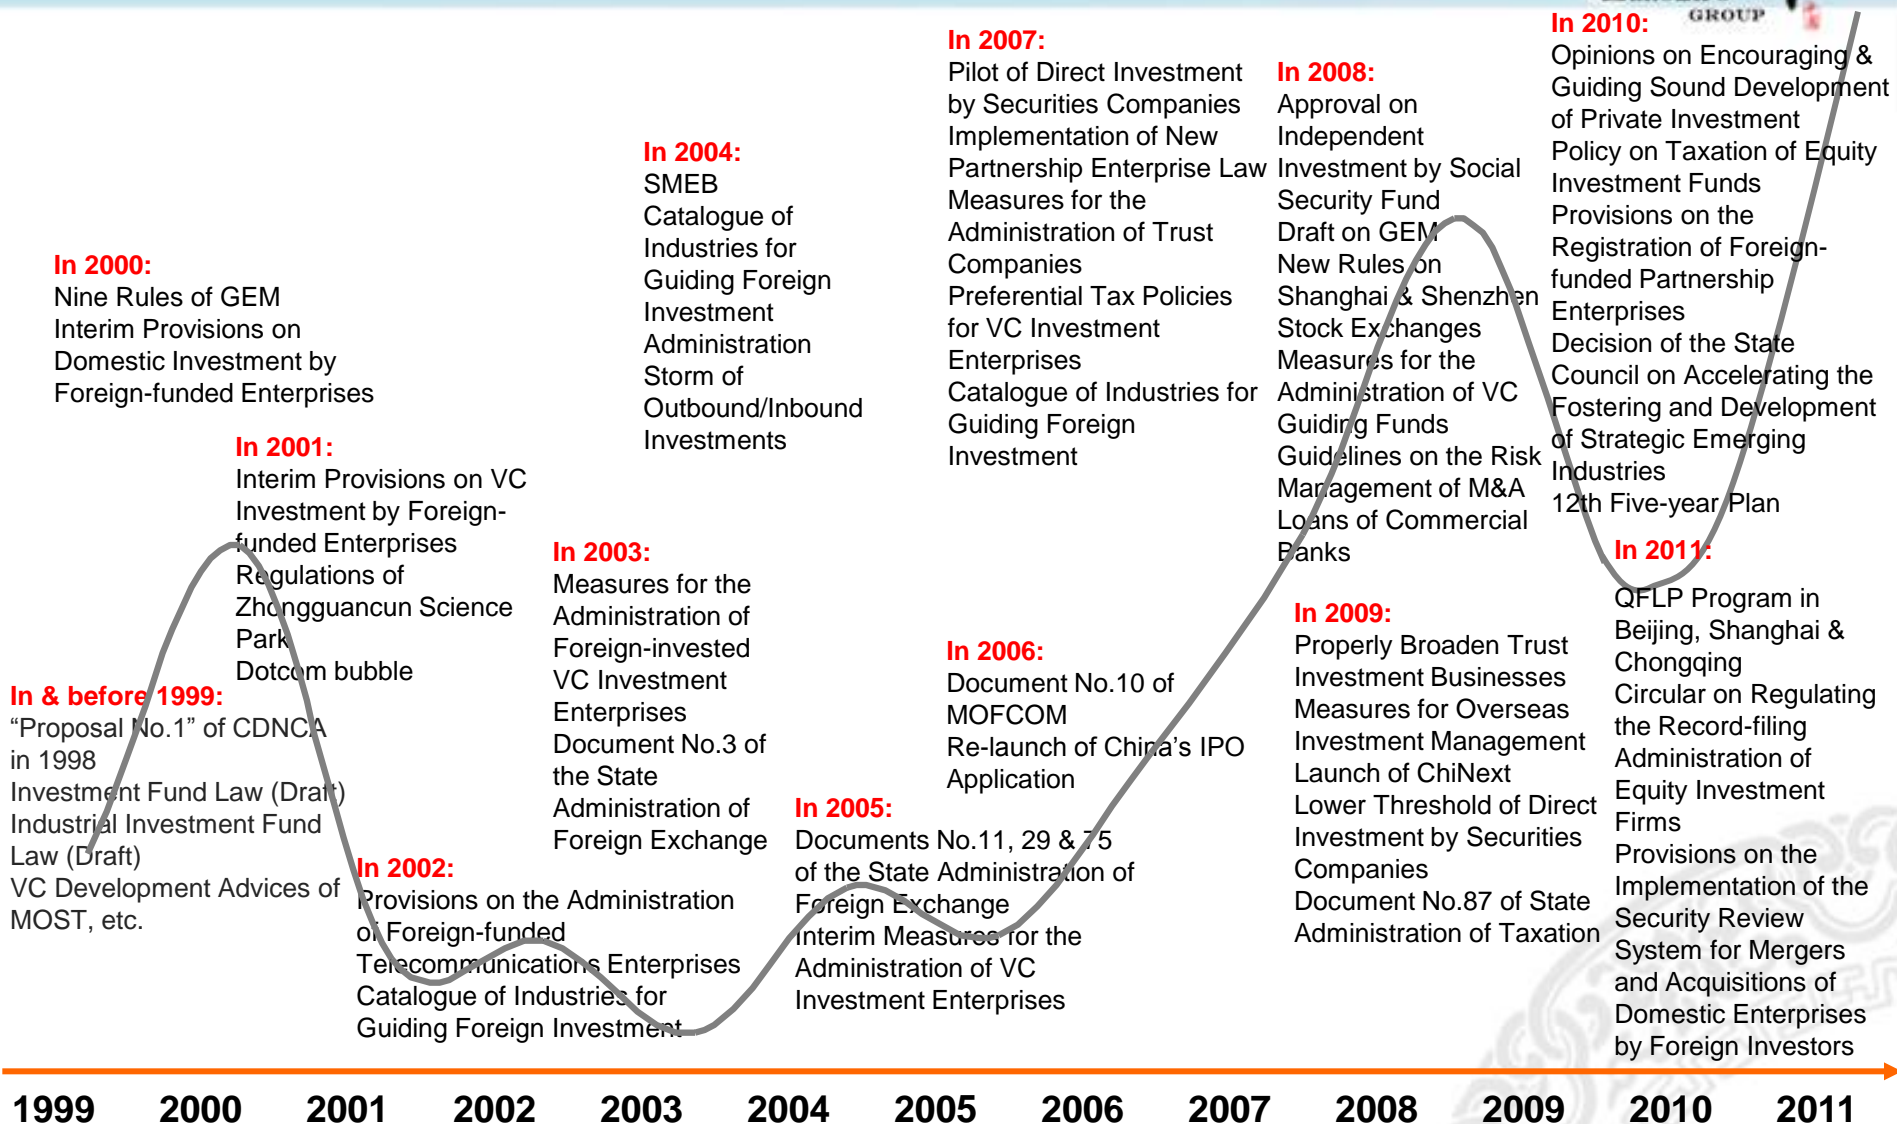 GROUP
In & before 1999:
“Proposal No.1” of CDNCA
in 1998
Investment Fund Law (Draft)
Industrial Investment Fund
Law (Draft)
VC Development Advices of
MOST, etc.
In 2000:
Nine Rules of GEM
Interim Provisions on
Domestic Investment by
Foreign-funded Enterprises
In 2001:
Interim Provisions on VC
Investment by Foreign-
funded Enterprises
Regulations of
Zhongguancun Science
Park
Dotcom bubble
In 2002:
Provisions on the Administration
of Foreign-funded
Telecommunications Enterprises
Catalogue of Industries for
Guiding Foreign Investment
In 2003:
Measures for the
Administration of
Foreign-invested
VC Investment
Enterprises
Document No.3 of
the State
Administration of
Foreign Exchange
In 2004:
SMEB
Catalogue of
Industries for
Guiding Foreign
Investment
Administration
Storm of
Outbound/Inbound
Investments
In 2005:
Documents No.11, 29 & 75
of the State Administration of
Foreign Exchange
Interim Measures for the
Administration of VC
Investment Enterprises
In 2006:
Document No.10 of
MOFCOM
Re-launch of China’s IPO
Application
In 2007:
Pilot of Direct Investment
by Securities Companies
Implementation of New
Partnership Enterprise Law
Measures for the
Administration of Trust
Companies
Preferential Tax Policies
for VC Investment
Enterprises
Catalogue of Industries for
Guiding Foreign
Investment
In 2008:
Approval on
Independent
Investment by Social
Security Fund
Draft on GEM
New Rules on
Shanghai & Shenzhen
Stock Exchanges
Measures for the
Administration of VC
Guiding Funds
Guidelines on the Risk
Management of M&A
Loans of Commercial
Banks
In 2009:
Properly Broaden Trust
Investment Businesses
Measures for Overseas
Investment Management
Launch of ChiNext
Lower Threshold of Direct
Investment by Securities
Companies
Document No.87 of State
Administration of Taxation
In 2010:
Opinions on Encouraging &
Guiding Sound Development
of Private Investment
Policy on Taxation of Equity
Investment Funds
Provisions on the
Registration of Foreign-
funded Partnership
Enterprises
Decision of the State
Council on Accelerating the
Fostering and Development
of Strategic Emerging
Industries
12th Five-year Plan
In 2011:
QFLP Program in
Beijing, Shanghai &
Chongqing
Circular on Regulating
the Record-filing
Administration of
Equity Investment
Firms
Provisions on the
Implementation of the
Security Review
System for Mergers
and Acquisitions of
Domestic Enterprises
by Foreign Investors
1999 2000 2001 2002 2003 2004 2005 2006 2007 2008 2009 2010 2011